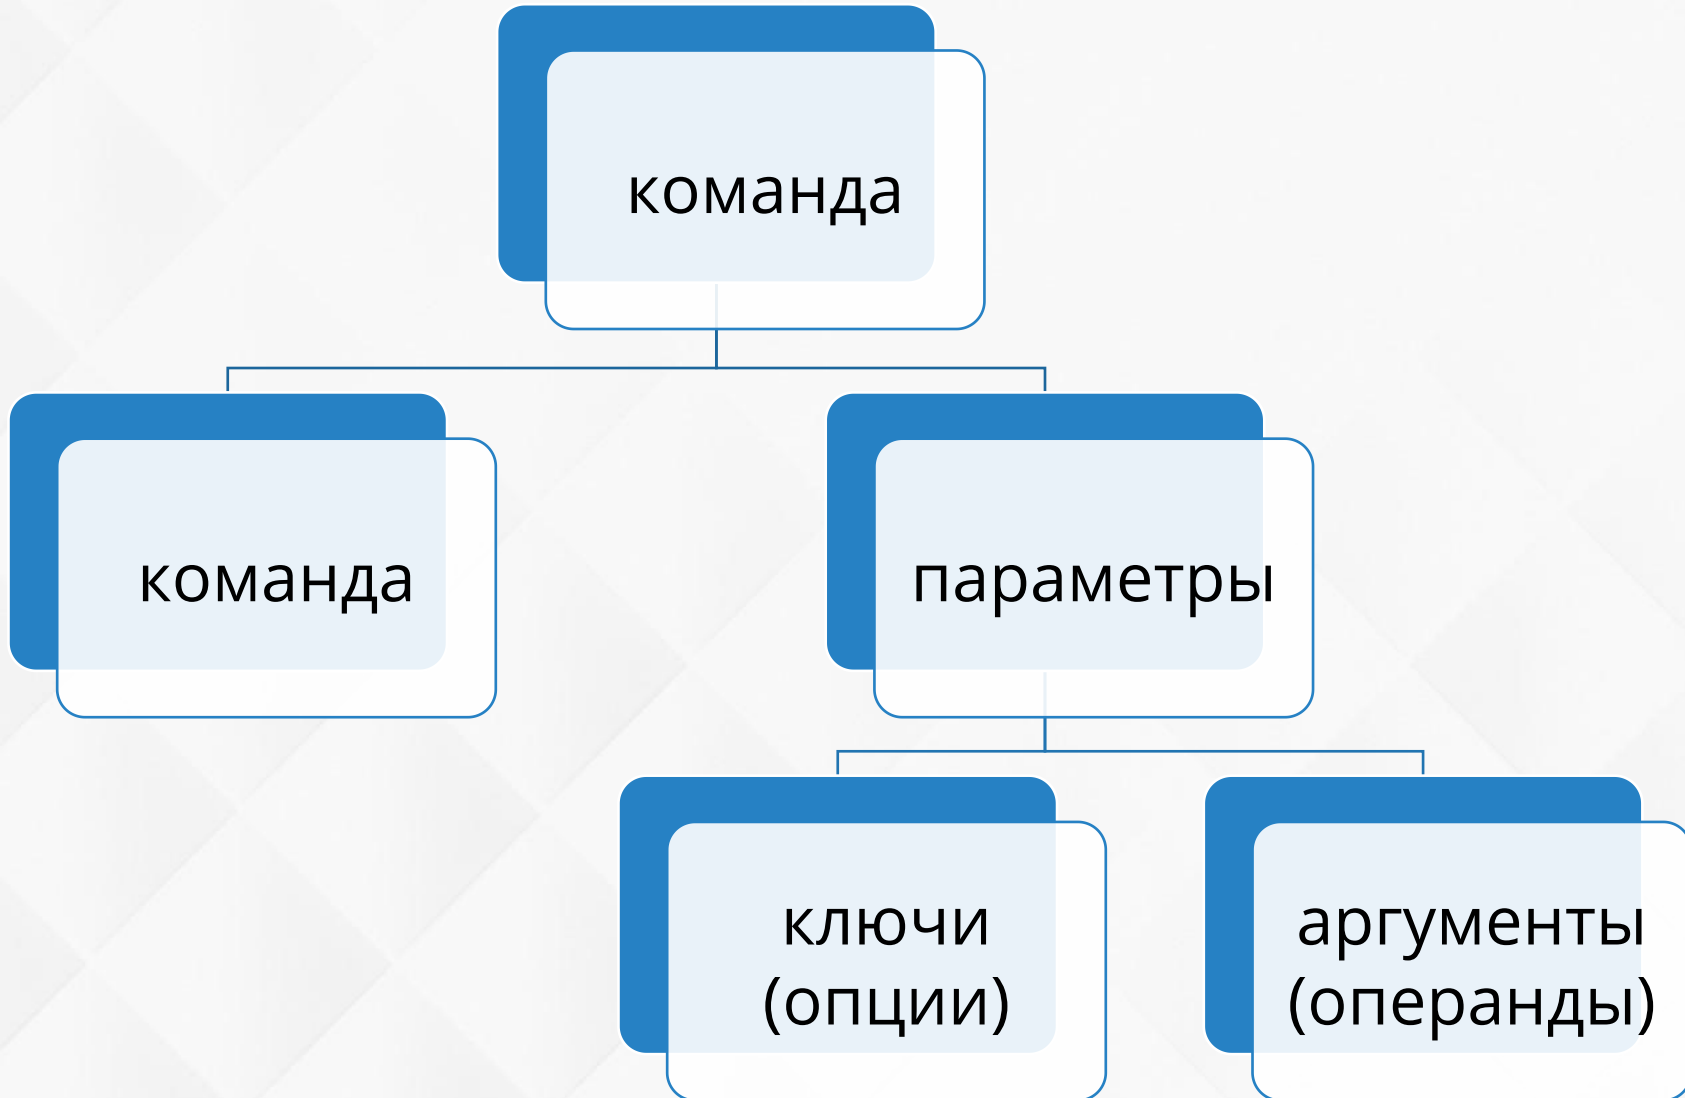 команда
команда
параметры
ключи
(опции)
аргументы
(операнды)